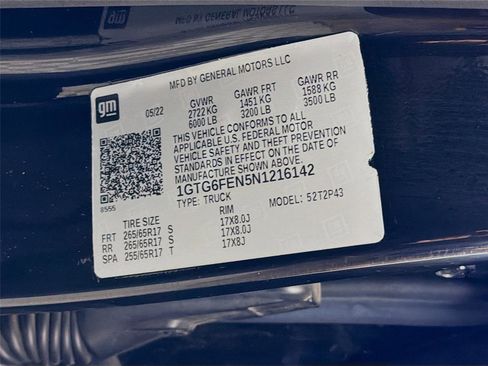 MFD BY GENERAL MOTORS LLC
gm
05/22
GVWR GAWR FRT GAWR RR
2722 KG 1451 KG 1588 KG
6000 LB 3200 LB 3500 LB
THIS VEHICLE CONFORMS TO ALL
APPLICABLE U.S. FEDERAL MOTOR
VEHICLE SAFETY AND THEFT PREVENTION
STANDARDS IN EFFECT ON THE DATE OF
MANUFACTURE SHOWN ABOVE.
1GTG6FEN5N1216142
8555
TYPE: TRUCK MODEL: 52T2P43
TIRE SIZE RIM
FRT 265/65R17 S 17X8.0J
RR 265/65R17 S 17X8.0J
SPA 255/65R17 T 17X8J